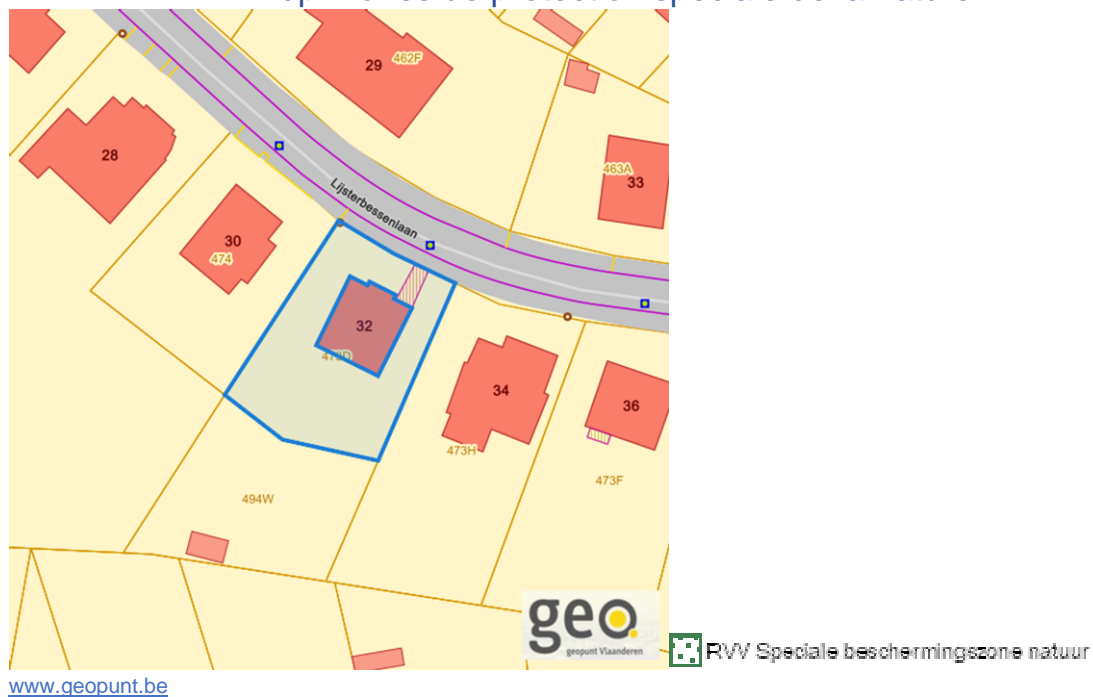 29
462F
28
463A
33
Lijsterbessenlaan
30
474
32
34
36
473H
473F
494W
geo.
geopunt Vlaanderen
RVV Speciale beschermingszone natuur
www.geopunt.be